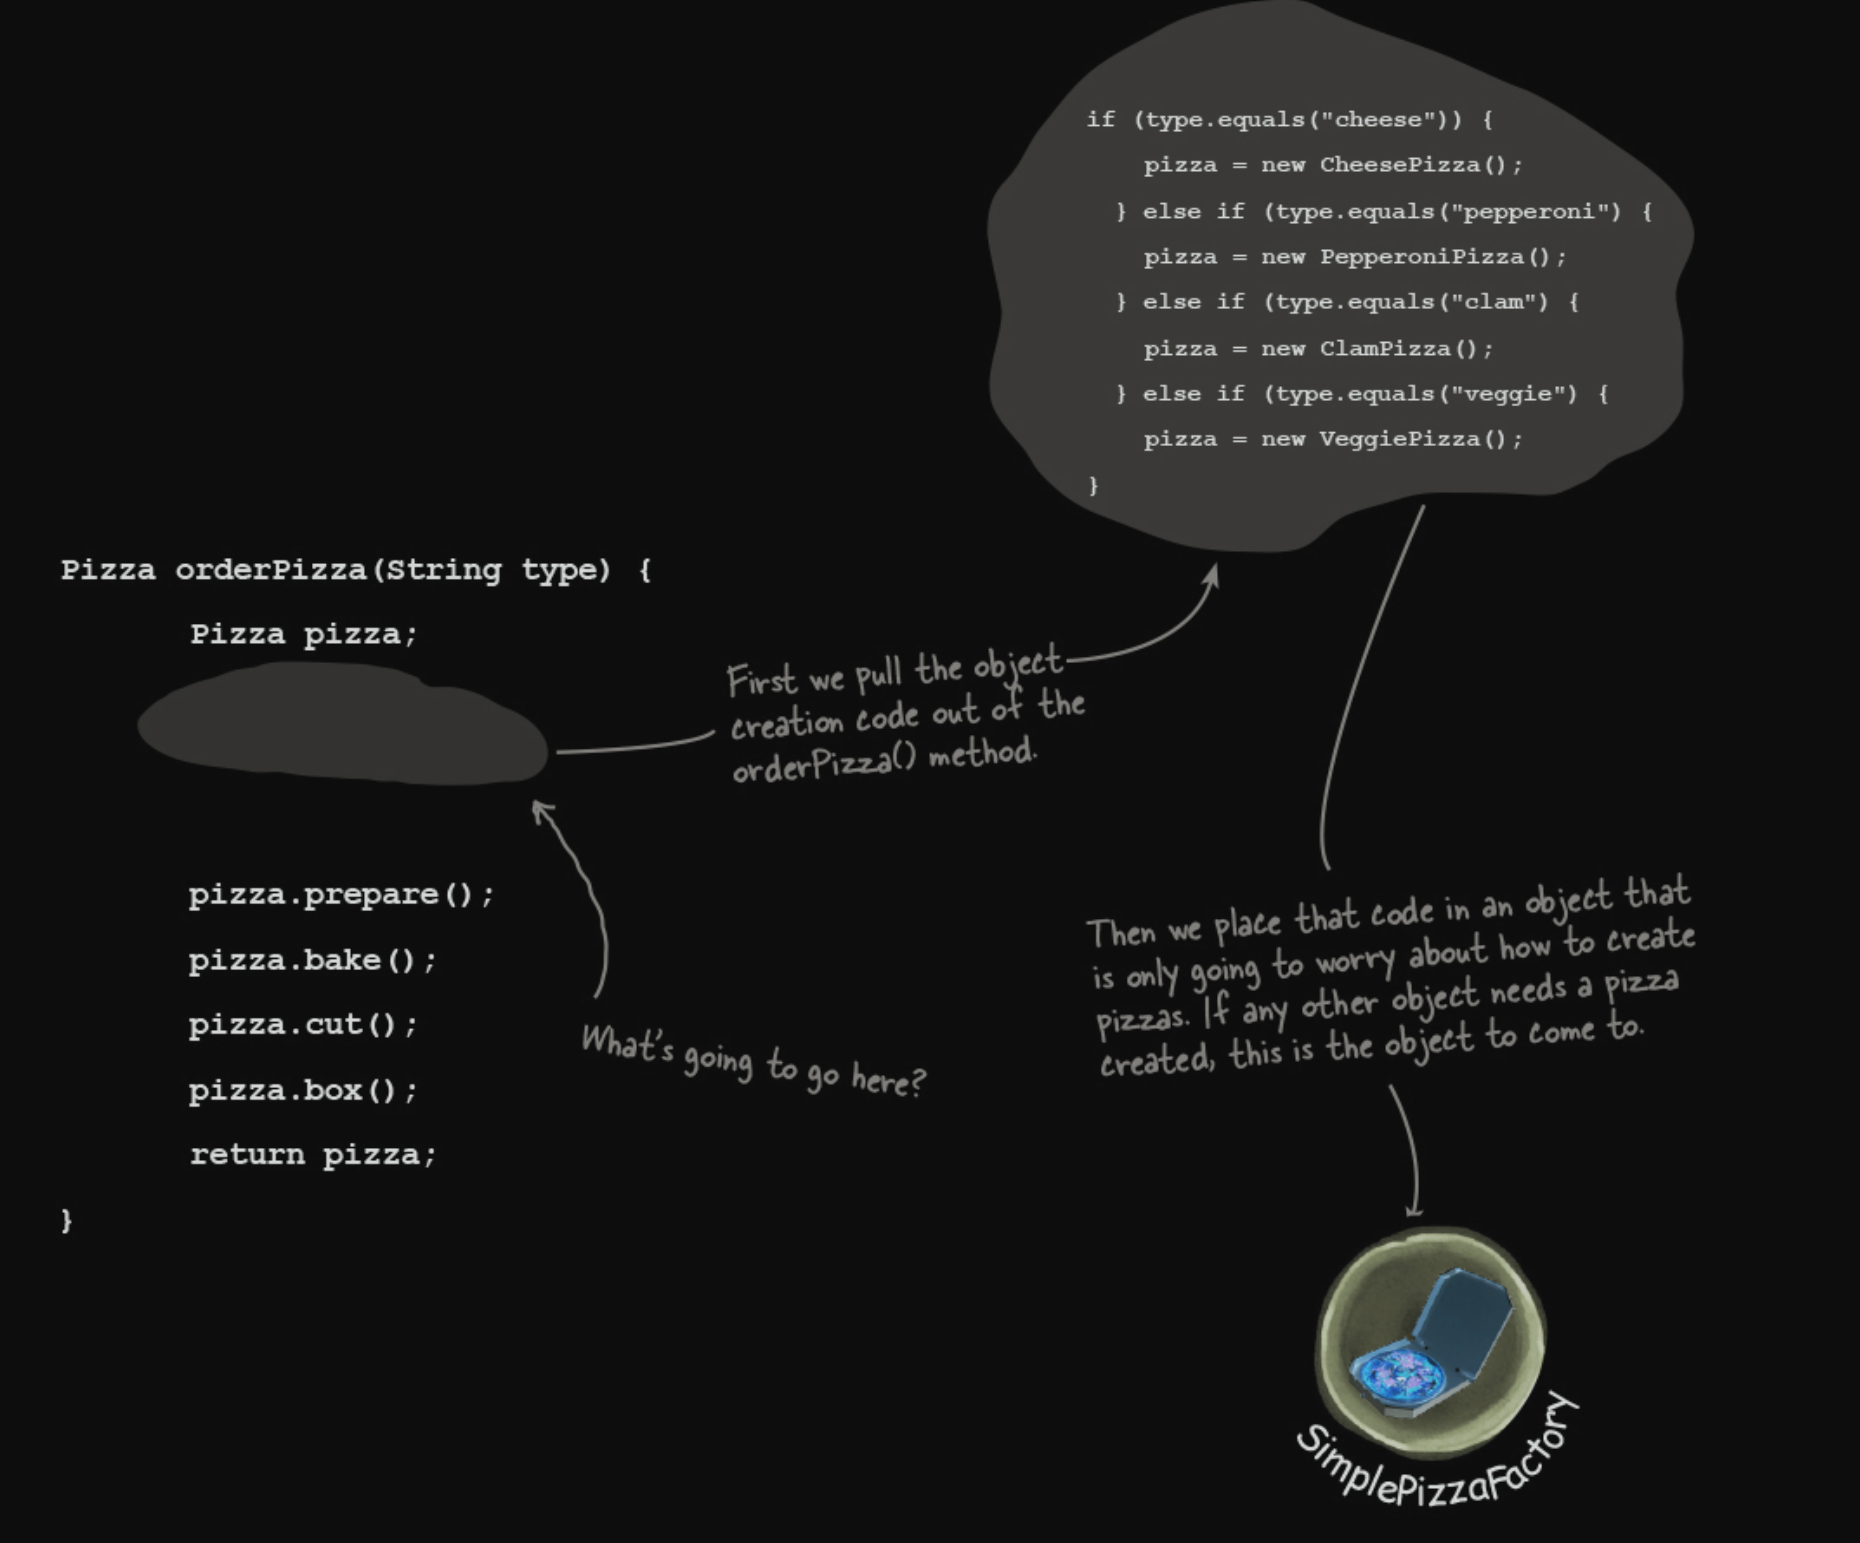 if (type.equals("cheese")) {
pizza = new CheesePizza();
} else if (type.equals("pepperoni") {
pizza = new PepperoniPizza();
} else if (type.equals("clam") {
pizza = new ClamPizza();
} else if (type.equals("veggie") {
pizza = new VeggiePizza();
}
Pizza orderPizza(String type) {
Pizza pizza;
First we pull the object
creation code out of the
orderPizza() method.
pizza.prepare();
pizza.bake();
pizza.cut();
pizza.box();
return pizza;
}
What's going to go here?
Then we place that code in an object that
is only going to worry about how to create
pizzas. If any other object needs a pizza
created, this is the object to come to.
SimplePizzaFactory